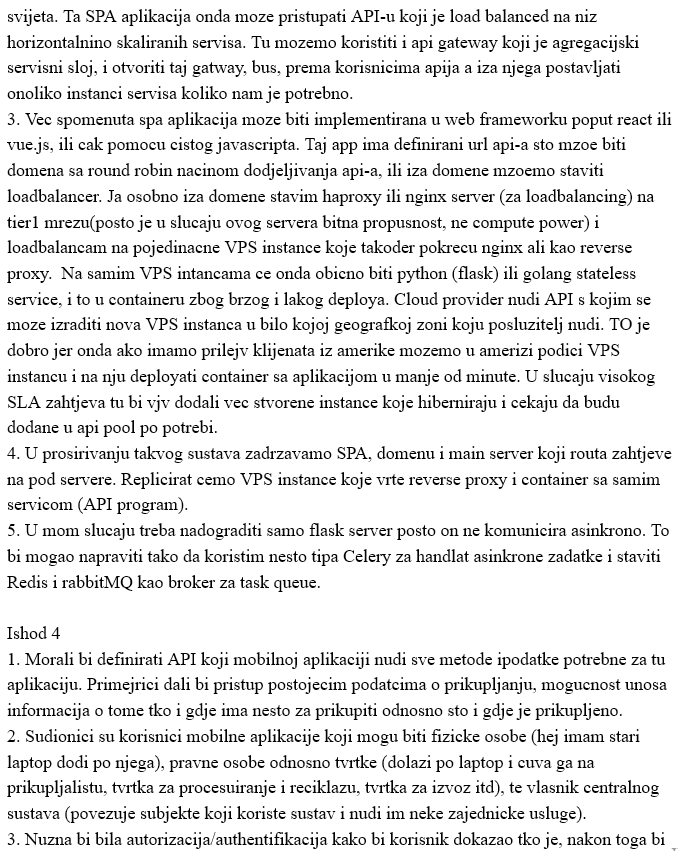 svijeta. Ta SPA aplikacija onda moze pristupati API-u koji je load balanced na niz
horizontalnino skaliranih servisa. Tu mozemo koristiti i api gateway koji je agregacijski
servisni sloj, i otvoriti taj gatway, bus, prema korisnicima apija a iza njega postavljati
onoliko instanci servisa koliko nam je potrebno.
3. Vec spomenuta spa aplikacija moze biti implementirana u web frameworku poput react ili
vue.js, ili cak pomocu cistog javascripta. Taj app ima definirani url api-a sto mzoe biti
domena sa round robin nacinom dodjeljivanja api-a, ili iza domene mzoemo staviti
loadbalancer. Ja osobno iza domene stavim haproxy ili nginx server (za loadbalancing) na
tier1 mrezu(posto je u slucaju ovog servera bitna propusnost, ne compute power) i
loadbalancam na pojedinacne VPS instance koje takoder pokrecu nginx ali kao reverse
proxy.  Na samim VPS intancama ce onda obicno biti python (flask) ili golang stateless
service, i to u containeru zbog brzog i lakog deploya. Cloud provider nudi API s kojim se
moze izraditi nova VPS instanca u bilo kojoj geografkoj zoni koju posluzitelj nudi. TO je
dobro jer onda ako imamo prilejv klijenata iz amerike mozemo u amerizi podici VPS
instancu i na nju deployati container sa aplikacijom u manje od minute. U slucaju visokog
SLA zahtjeva tu bi vjv dodali vec stvorene instance koje hiberniraju i cekaju da budu
dodane u api pool po potrebi.
4. U prosirivanju takvog sustava zadrzavamo SPA, domenu i main server koji routa zahtjeve
na pod servere. Replicirat cemo VPS instance koje vrte reverse proxy i container sa samim
servicom (API program).
5. U mom slucaju treba nadograditi samo flask server posto on ne komunicira asinkrono. To
bi mogao napraviti tako da koristim nesto tipa Celery za handlat asinkrone zadatke i staviti
Redis i rabbitMQ kao broker za task queue.

Ishod 4
1. Morali bi definirati API koji mobilnoj aplikaciji nudi sve metode ipodatke potrebne za tu
aplikaciju. Primejrici dali bi pristup postojecim podatcima o prikupljanju, mogucnost unosa
informacija o tome tko i gdje ima nesto za prikupiti odnosno sto i gdje je prikupljeno.
2. Sudionici su korisnici mobilne aplikacije koji mogu biti fizicke osobe (hej imam stari
laptop dodi po njega), pravne osobe odnosno tvrtke (dolazi po laptop i cuva ga na
prikupljalistu, tvrtka za procesuiranje i reciklazu, tvrtka za izvoz itd), te vlasnik centralnog
sustava (povezuje subjekte koji koriste sustav i nudi im neke zajednicke usluge).
3. Nuzna bi bila autorizacija/authentifikacija kako bi korisnik dokazao tko je, nakon toga bi